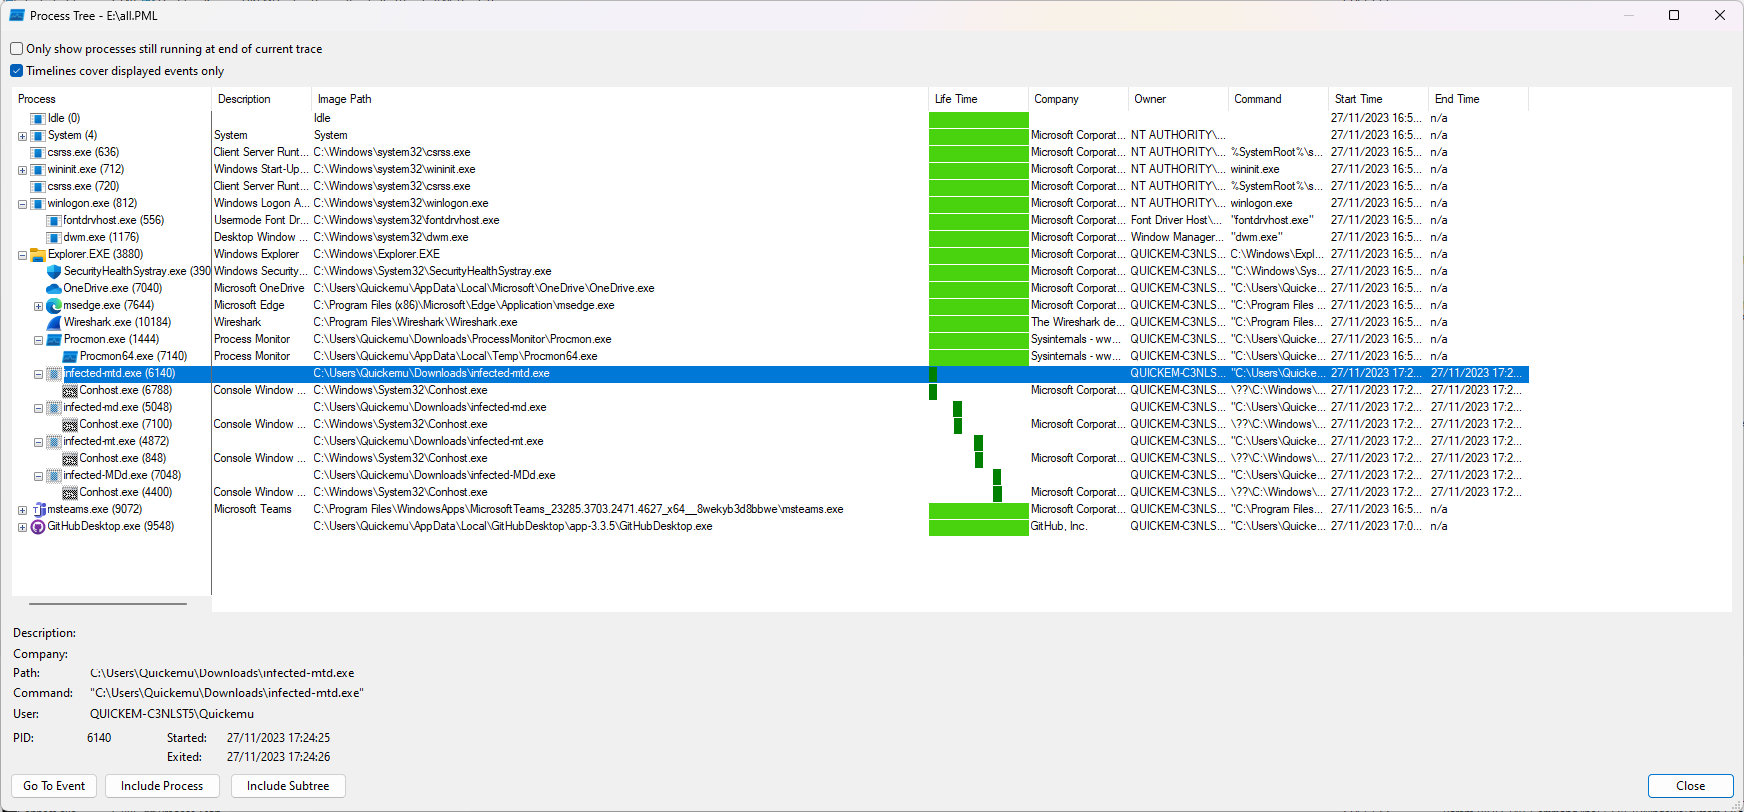 Process Tree - E:\all.PML
Only show processes still running at end of current trace
Timelines cover displayed events only
Process Description Image Path Life Time Company Owner Command Start Time End Time
Idle (0) Idle 27/11/2023 16:5... n/a
System (4) System System Microsoft Corporat... NT AUTHORITY\... 27/11/2023 16:5... n/a
csrss.exe (636) Client Server Runt... C:\Windows\system32\csrss.exe Microsoft Corporat... NT AUTHORITY\... %SystemRoot%\s... 27/11/2023 16:5... n/a
wininit.exe (712) Windows Start-Up... C:\Windows\system32\wininit.exe Microsoft Corporat... NT AUTHORITY\... wininit.exe 27/11/2023 16:5... n/a
csrss.exe (720) Client Server Runt... C:\Windows\system32\csrss.exe Microsoft Corporat... NT AUTHORITY\... %SystemRoot%\s... 27/11/2023 16:5... n/a
winlogon.exe (812) Windows Logon A... C:\Windows\system32\winlogon.exe Microsoft Corporat... NT AUTHORITY\... winlogon.exe 27/11/2023 16:5... n/a
fontdrvhost.exe (556) Usermode Font Dr... C:\Windows\system32\fontdrvhost.exe Microsoft Corporat... Font Driver Host\... "fontdrvhost.exe" 27/11/2023 16:5... n/a
dwm.exe (1176) Desktop Window ... C:\Windows\system32\dwm.exe Microsoft Corporat... Window Manager... "dwm.exe" 27/11/2023 16:5... n/a
Explorer.EXE (3880) Windows Explorer C:\Windows\Explorer.EXE Microsoft Corporat... QUICKEM-C3NLS... C:\Windows\Expl... 27/11/2023 16:5... n/a
SecurityHealthSystray.exe (390 Windows Security... C:\Windows\System32\SecurityHealthSystray.exe Microsoft Corporat... QUICKEM-C3NLS... "C:\Windows\Sys... 27/11/2023 16:5... n/a
OneDrive.exe (7040) Microsoft OneDrive C:\Users\Quickemu\AppData\Local\Microsoft\OneDrive\OneDrive.exe Microsoft Corporat... QUICKEM-C3NLS... "C:\Users\Quicke... 27/11/2023 16:5... n/a
msedge.exe (7644) Microsoft Edge C:\Program Files (x86)\Microsoft\Edge\Application\msedge.exe Microsoft Corporat... QUICKEM-C3NLS... "C:\Program Files ... 27/11/2023 16:5... n/a
Wireshark.exe (10184) Wireshark C:\Program Files\Wireshark\Wireshark.exe The Wireshark de... QUICKEM-C3NLS... "C:\Program Files... 27/11/2023 16:5... n/a
Procmon.exe (1444) Process Monitor C:\Users\Quickemu\Downloads\ProcessMonitor\Procmon.exe Sysinternals - ww... QUICKEM-C3NLS... "C:\Users\Quicke... 27/11/2023 16:5... n/a
Procmon64.exe (7140) Process Monitor C:\Users\Quickemu\AppData\Local\Temp\Procmon64.exe Sysinternals - ww... QUICKEM-C3NLS... "C:\Users\Quicke... 27/11/2023 16:5... n/a
infected-mtd.exe (6140) C:\Users\Quickemu\Downloads\infected-mtd.exe QUICKEM-C3NLS... "C:\Users\Quicke... 27/11/2023 17:2... 27/11/2023 17:2...
Conhost.exe (6788) Console Window ... C:\Windows\System32\Conhost.exe Microsoft Corporat... QUICKEM-C3NLS... \??\C:\Windows\... 27/11/2023 17:2... 27/11/2023 17:2...
infected-md.exe (5048) C:\Users\Quickemu\Downloads\infected-md.exe QUICKEM-C3NLS... "C:\Users\Quicke... 27/11/2023 17:2... 27/11/2023 17:2...
Conhost.exe (7100) Console Window ... C:\Windows\System32\Conhost.exe Microsoft Corporat... QUICKEM-C3NLS... \??\C:\Windows\... 27/11/2023 17:2... 27/11/2023 17:2...
infected-mt.exe (4872) C:\Users\Quickemu\Downloads\infected-mt.exe QUICKEM-C3NLS... "C:\Users\Quicke... 27/11/2023 17:2... 27/11/2023 17:2...
Conhost.exe (848) Console Window ... C:\Windows\System32\Conhost.exe Microsoft Corporat... QUICKEM-C3NLS... \??\C:\Windows\... 27/11/2023 17:2... 27/11/2023 17:2...
infected-MDd.exe (7048) C:\Users\Quickemu\Downloads\infected-MDd.exe QUICKEM-C3NLS... "C:\Users\Quicke... 27/11/2023 17:2... 27/11/2023 17:2...
Conhost.exe (4400) Console Window ... C:\Windows\System32\Conhost.exe Microsoft Corporat... QUICKEM-C3NLS... \??\C:\Windows\... 27/11/2023 17:2... 27/11/2023 17:2...
msteams.exe (9072) Microsoft Teams C:\Program Files\WindowsApps\MicrosoftTeams_23285.3703.2471.4627_x64__8wekyb3d8bbwe\msteams.exe Microsoft Corporat... QUICKEM-C3NLS... "C:\Program Files... 27/11/2023 16:5... n/a
GitHubDesktop.exe (9548) C:\Users\Quickemu\AppData\Local\GitHubDesktop\app-3.3.5\GitHubDesktop.exe GitHub, Inc. QUICKEM-C3NLS... "C:\Users\Quicke... 27/11/2023 17:0... n/a
Description:
Company:
Path: C:\Users\Quickemu\Downloads\infected-mtd.exe
Command: "C:\Users\Quickemu\Downloads\infected-mtd.exe"
User: QUICKEM-C3NLST5\Quickemu
PID: 6140 Started: 27/11/2023 17:24:25
Exited: 27/11/2023 17:24:26
Go To Event Include Process Include Subtree Close